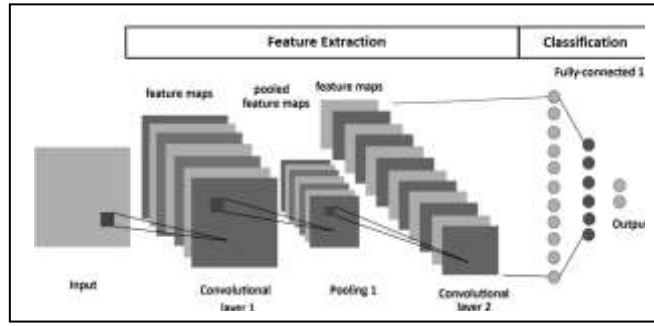 Feature Extraction
Classification
Fully-connected 1
feature maps
pooled
feature maps
feature maps
Input
Convolutional
layer 1
Pooling 1
Convolutional
layer 2
Output